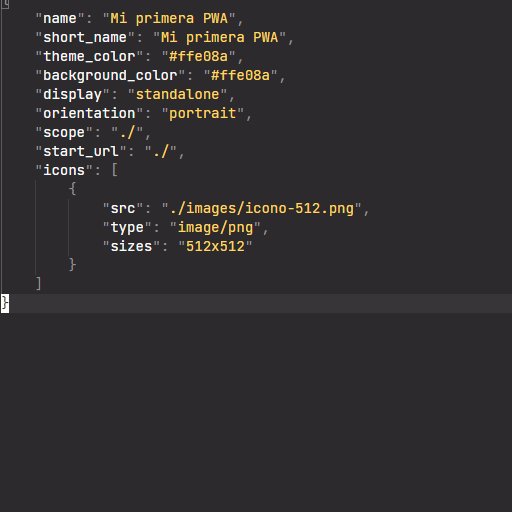 {
"name": "Mi primera PWA",
"short_name": "Mi primera PWA",
"theme_color": "#ffe08a",
"background_color": "#ffe08a",
"display": "standalone",
"orientation": "portrait",
"scope": "./",
"start_url": "./",
"icons": [
{
"src": "./images/icono-512.png",
"type": "image/png",
"sizes": "512x512"
}
]
}